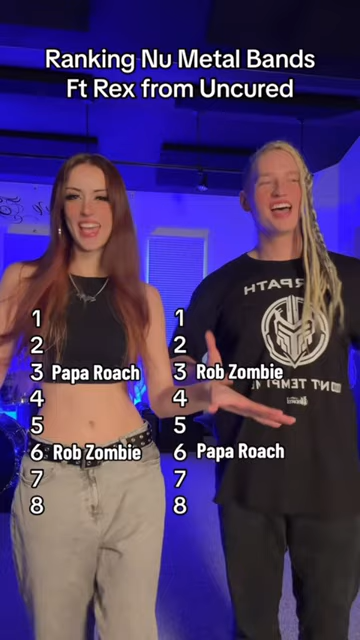 Ranking Nu Metal Bands
Ft Rex from Uncured
1 1
2 2
3 Papa Roach 3 Rob Zombie
4 4
5 5
6 Rob Zombie 6 Papa Roach
7 7
8 8